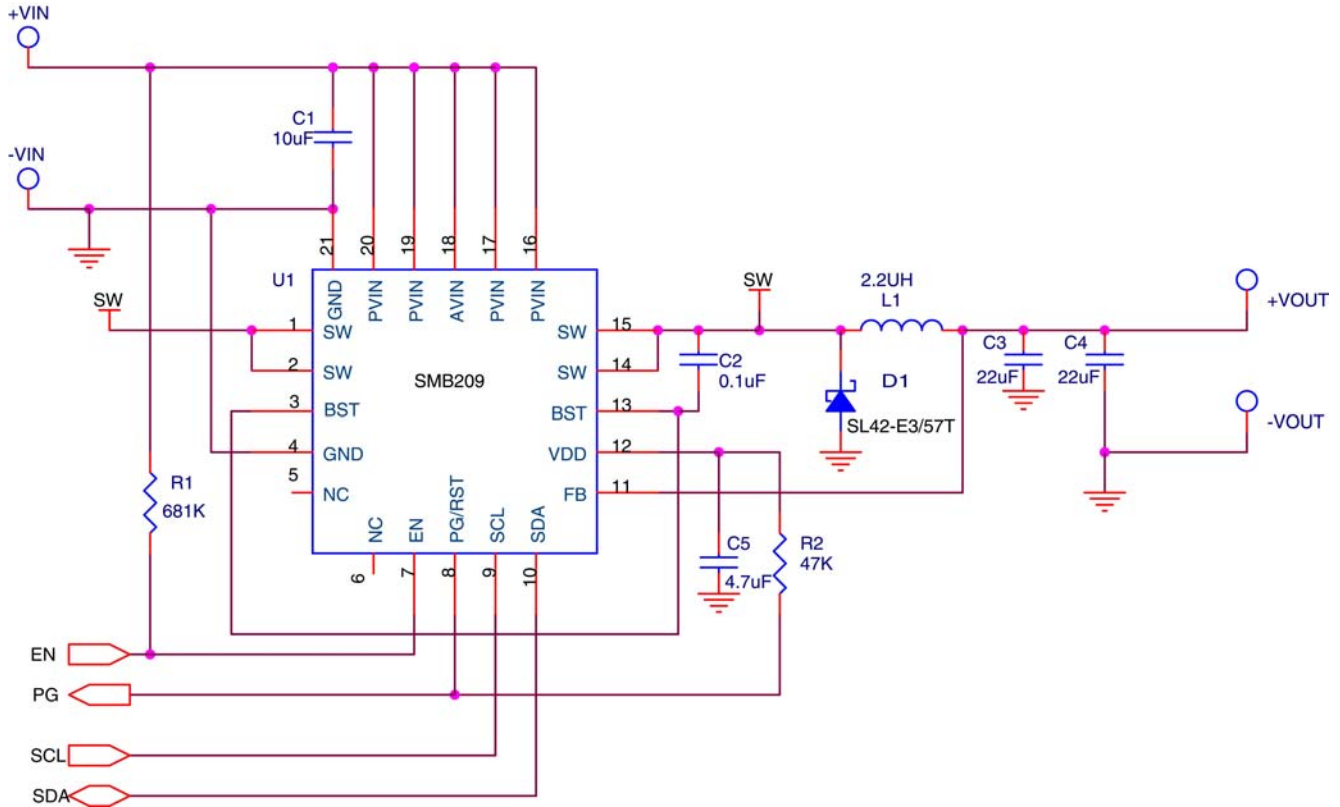 +VIN
C1
10uF
-VIN
21
20
19
18
17
16
U1
GND
PVIN
PVIN
AVIN
PVIN
PVIN
SW
1
SW
2
SW
3
BST
4
GND
5
NC
SMB209
SW
15
SW
14
BST
13
VDD
12
FB
11
NC
EN
PG/RST
SCL
SDA
6
7
8
9
10
SW
2.2UH
L1
+VOUT
C2
0.1uF
D1
SL42-E3/57T
C3
22uF
C4
22uF
-VOUT
R1
681K
C5
4.7uF
R2
47K
EN
PG
SCL
SDA